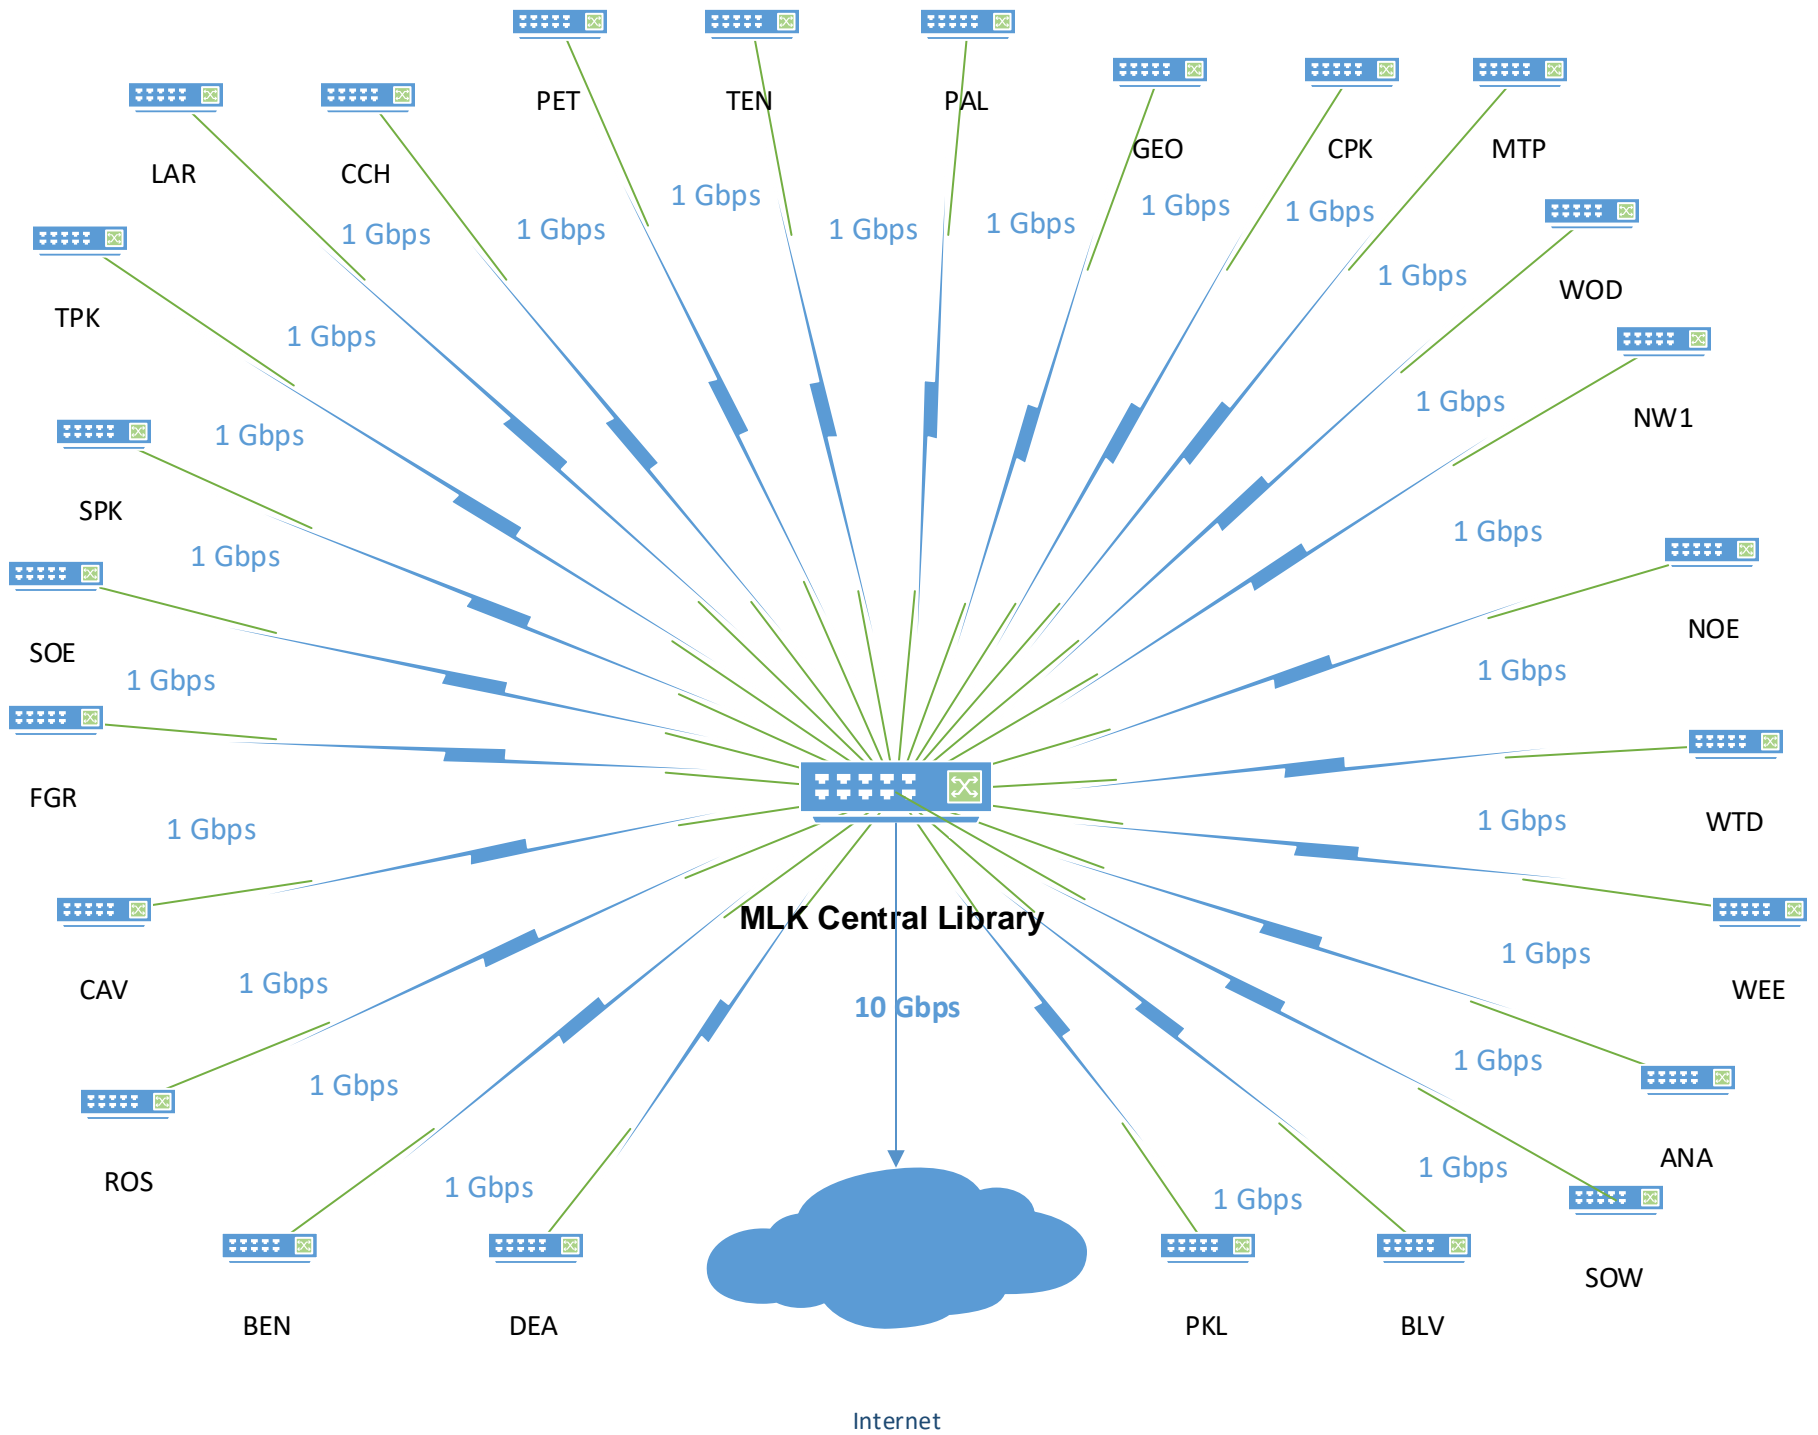 PET
TEN
PAL
GEO
CPK
MTP
LAR
CCH
1 Gbps
1 Gbps
1 Gbps
1 Gbps
1 Gbps
1 Gbps
1 Gbps
1 Gbps
1 Gbps
WOD
TPK
1 Gbps
1 Gbps
NW1
1 Gbps
SPK
1 Gbps
1 Gbps
NOE
SOE
1 Gbps
1 Gbps
FGR
1 Gbps
1 Gbps
WTD
MLK Central Library
1 Gbps
CAV
1 Gbps
WEE
10 Gbps
1 Gbps
1 Gbps
ROS
ANA
1 Gbps
1 Gbps
1 Gbps
SOW
BEN
DEA
PKL
BLV
Internet